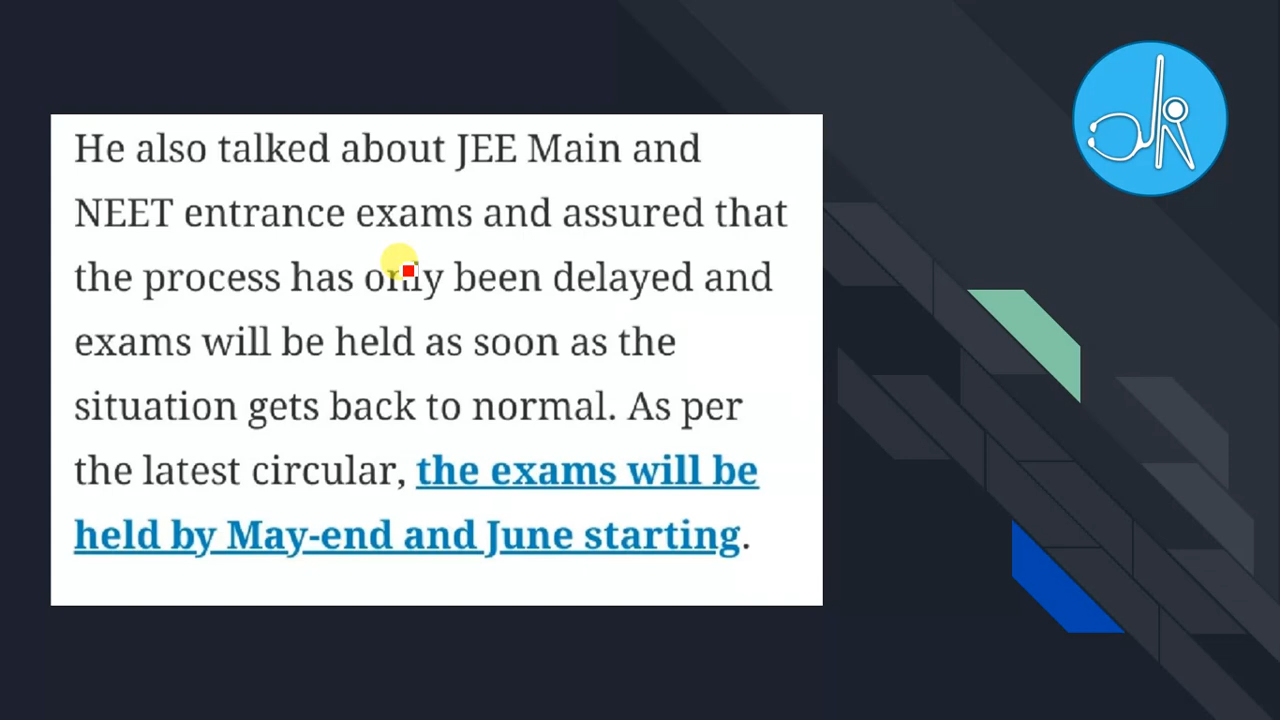 He also talked about JEE Main and
NEET entrance exams and assured that
the process has only been delayed and
exams will be held as soon as the
situation gets back to normal. As per
the latest circular, the exams will be
held by May-end and June starting.